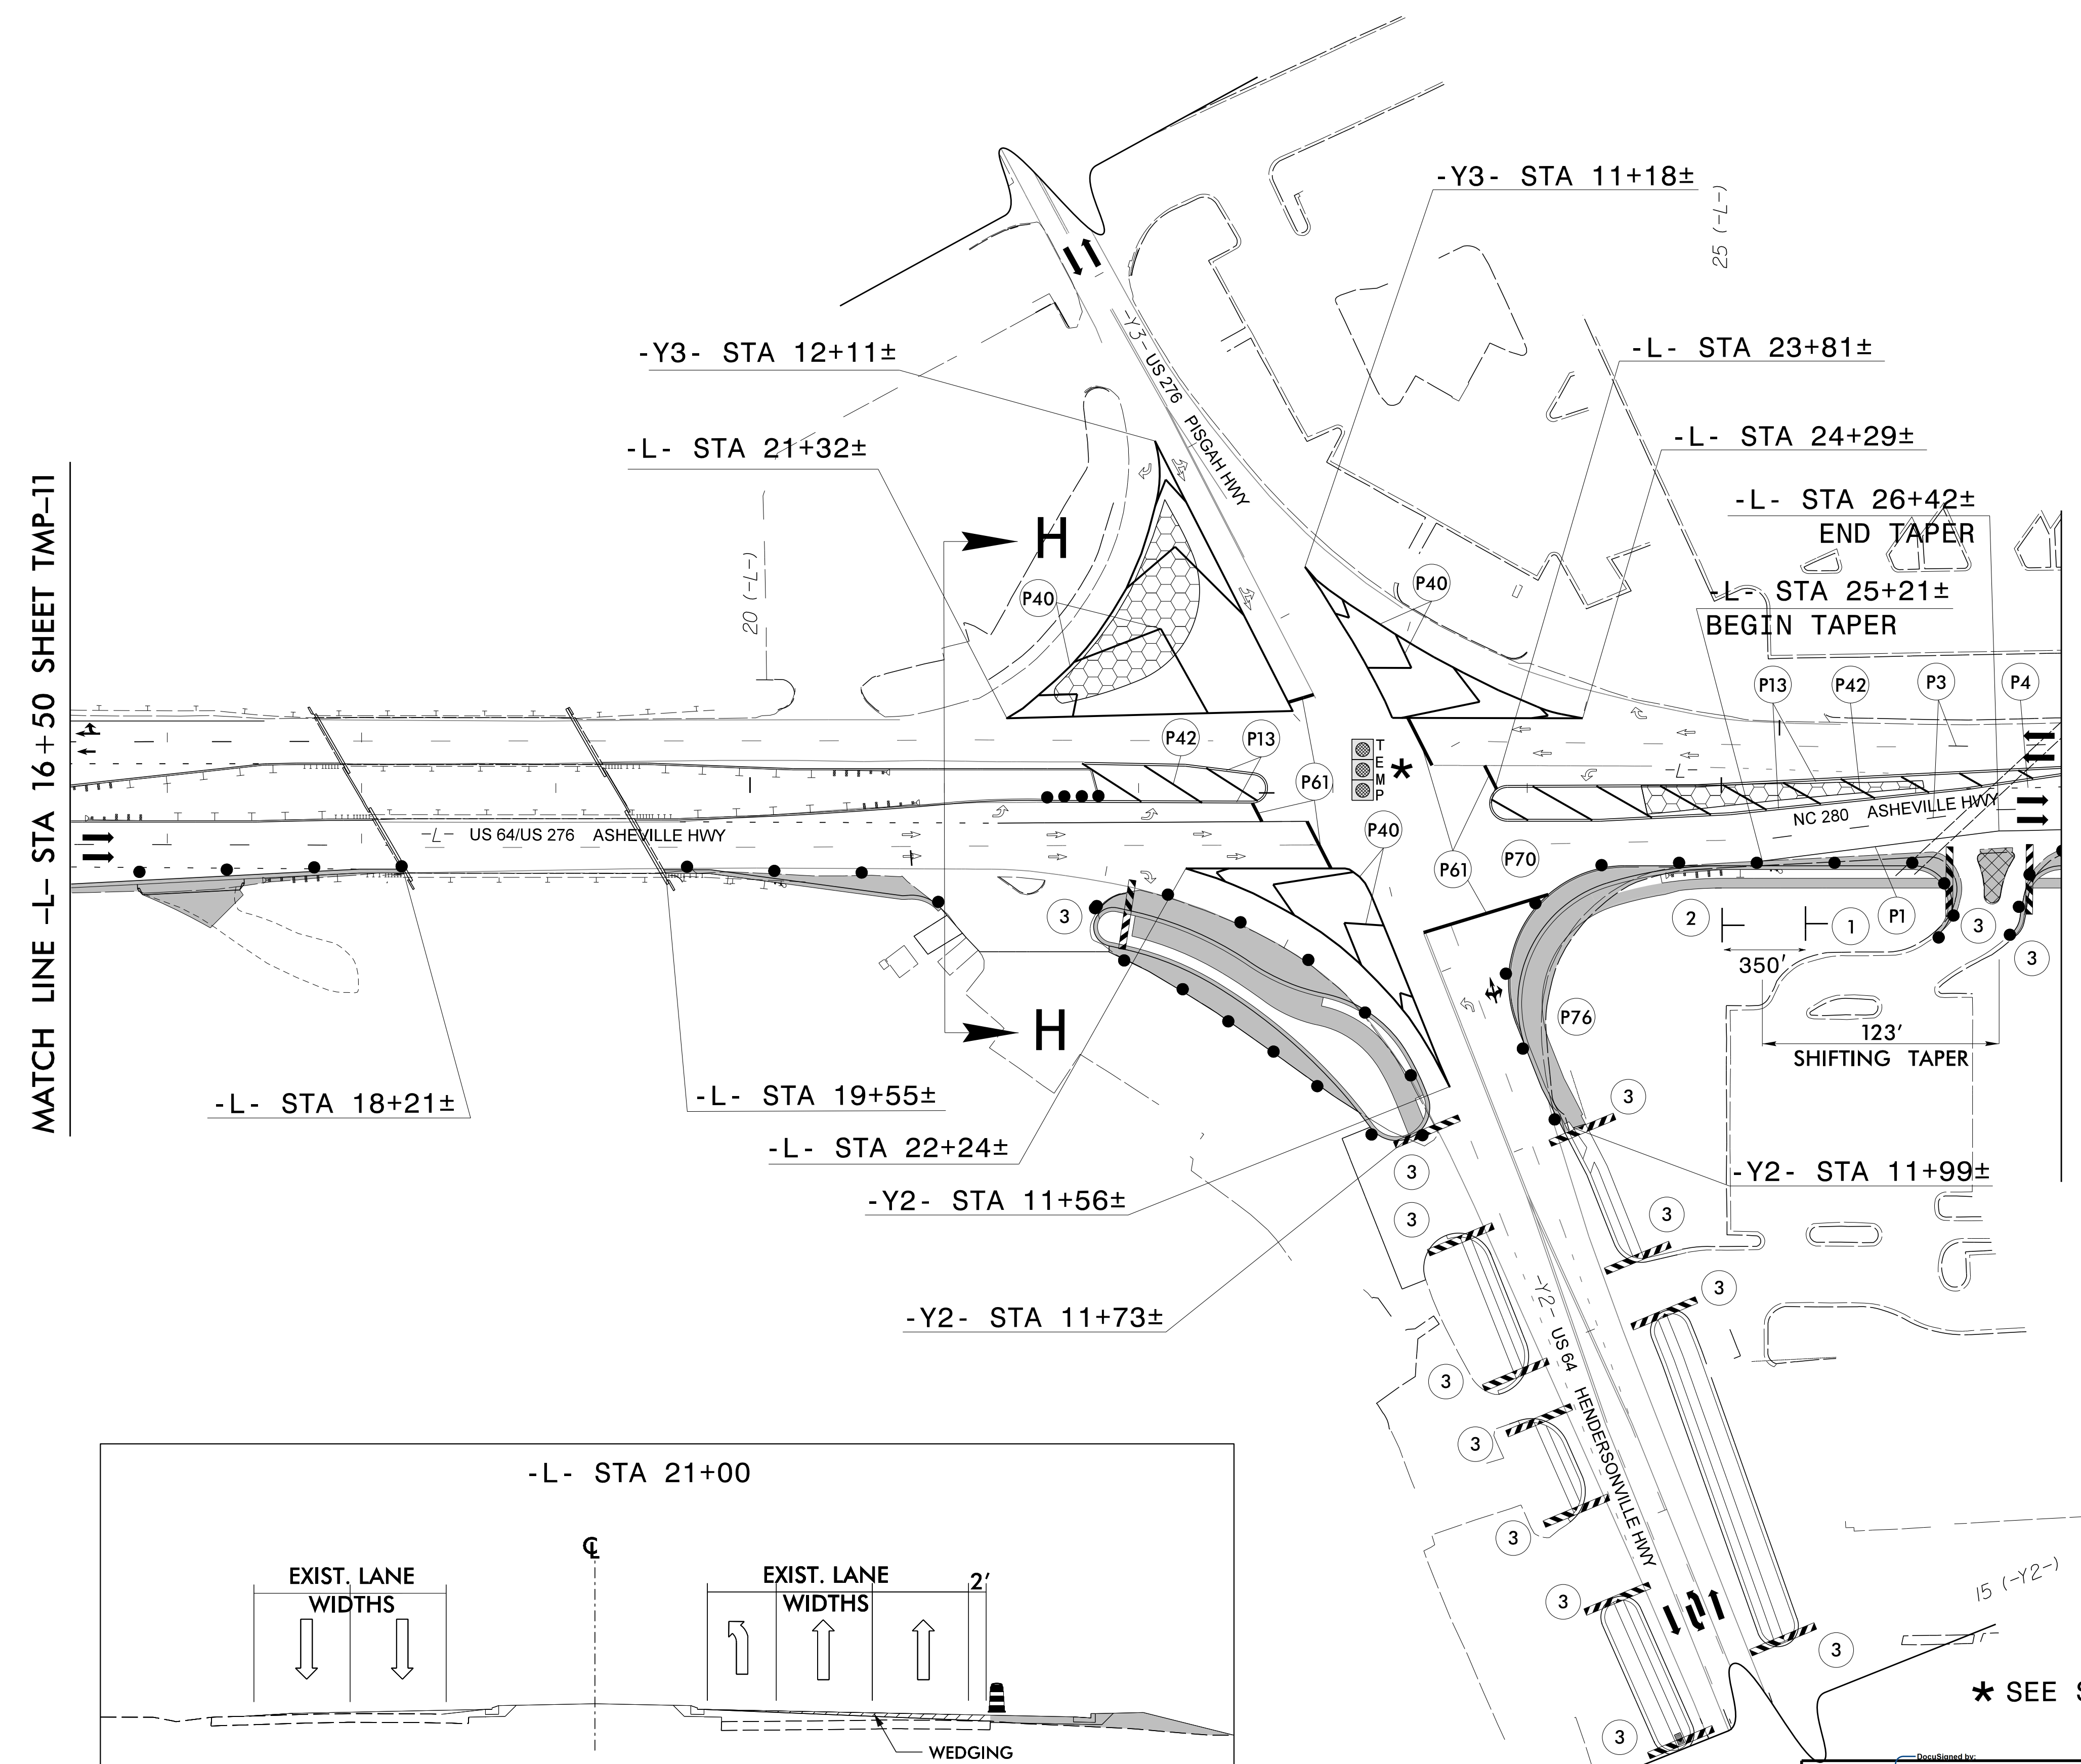 -Y3- STA 11+18±
25 (-L-)
-Y3- STA 12+11±
-L- STA 23+81±
-Y3- US 276 PISGAH HWY
-L- STA 21+32±
-L- STA 24+29±
-L- STA 26+42±
END TAPER
H
20 (-L-)
P40
P40
-L- STA 25+21±
BEGIN TAPER
MATCH LINE -L- STA 16+50 SHEET TMP-11
P13
P42
P3
P4
P42
P13
P61
TEMP
*
-L-
-L- US 64/US 276 ASHEVILLE HWY
NC 280 ASHEVILLE HWY
P40
P61
P70
3
2
1
P1
3
350'
3
H
P76
123'
SHIFTING TAPER
-L- STA 18+21±
-L- STA 19+55±
3
-L- STA 22+24±
3
-Y2- STA 11+99±
-Y2- STA 11+56±
3
3
-Y2- STA 11+73±
3
-Y2- US 64 HENDERSONVILLE HWY
3
3
3
15 (-Y2-)
3
3
3
* SEE S
-L- STA 21+00
CL
EXIST. LANE
WIDTHS
EXIST. LANE
WIDTHS
2'
WEDGING
DocuSigned by: